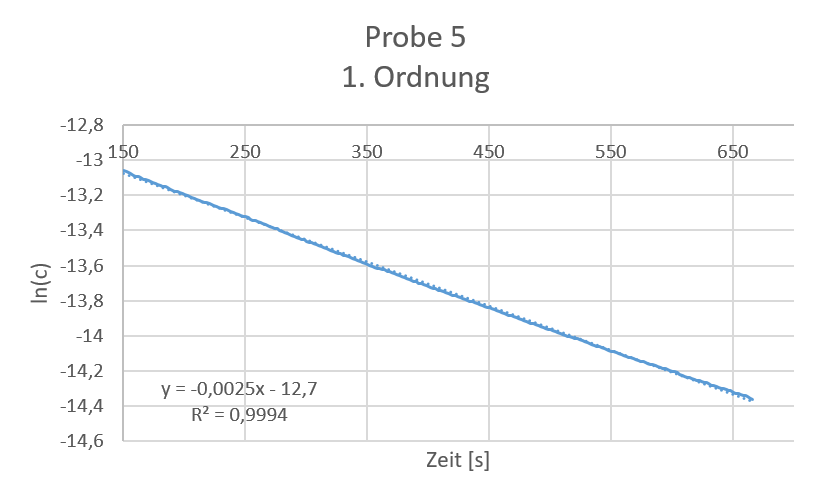 Probe 5
1. Ordnung
-12,8
-13
-13,2
-13,4
-13,6
-13,8
-14
-14,2
-14,4
-14,6
150 250 350 450 550 650
ln(c)
y = -0,0025x - 12,7
R² = 0,9994
Zeit [s]